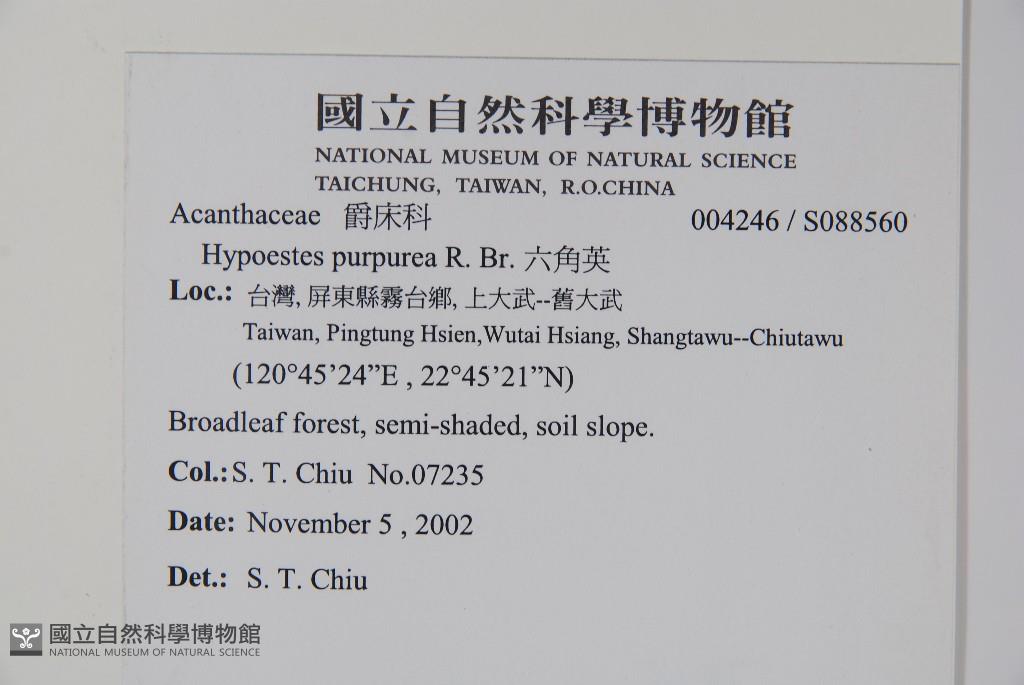 國立自然科學博物館
NATIONAL MUSEUM OF NATURAL SCIENCE
TAICHUNG, TAIWAN, R.O.CHINA
Acanthaceae 爵床科 004246 / S088560
Hypoestes purpurea R. Br. 六角英
Loc.: 台灣, 屏東縣霧台鄉, 上大武--舊大武
Taiwan, Pingtung Hsien,Wutai Hsiang, Shangtawu--Chiutawu
(120°45’24”E , 22°45’21”N)
Broadleaf forest, semi-shaded, soil slope.
Col.: S. T. Chiu No.07235
Date: November 5 , 2002
Det.: S. T. Chiu
國立自然科學博物館
NATIONAL MUSEUM OF NATURAL SCIENCE